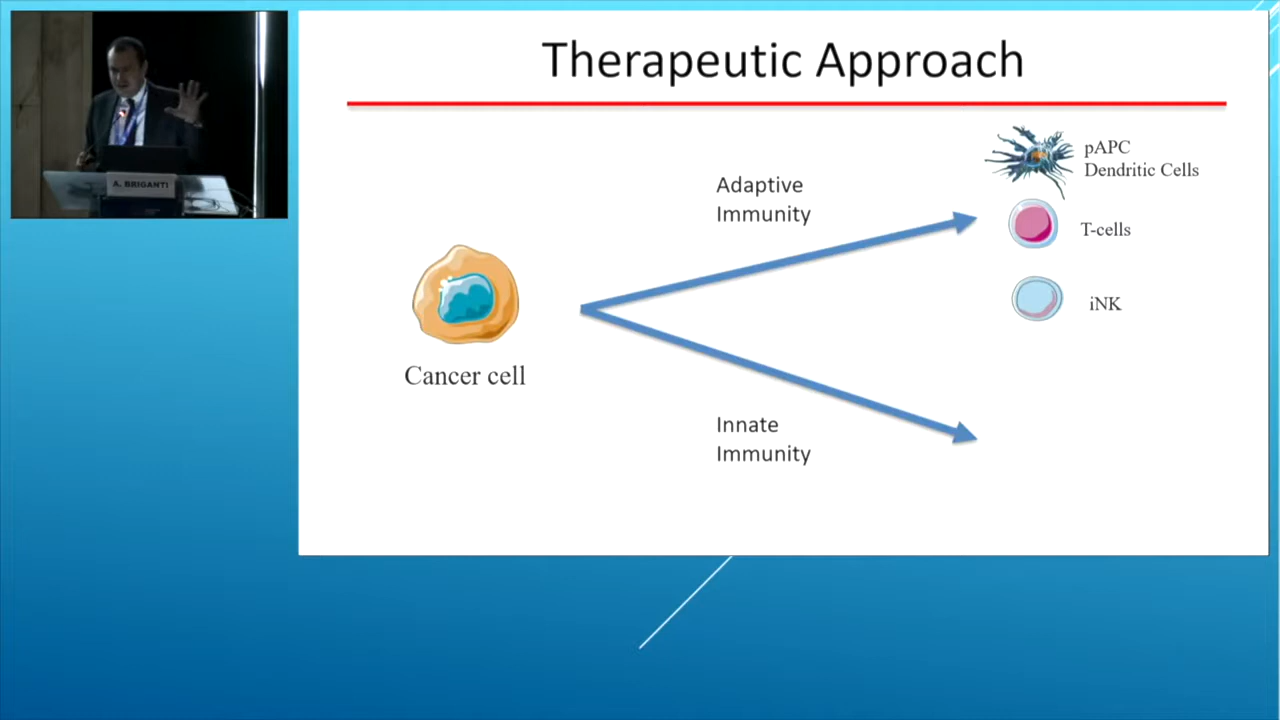 Therapeutic Approach
A. BRIGANTI
pAPC
Dendritic Cells
Adaptive
Immunity
T-cells
iNK
Cancer cell
Innate
Immunity